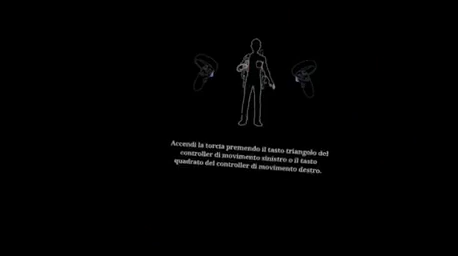 Accendi la torcia premendo il tasto triangolo del
controller di movimento sinistro o il tasto
quadrato del controller di movimento destro.